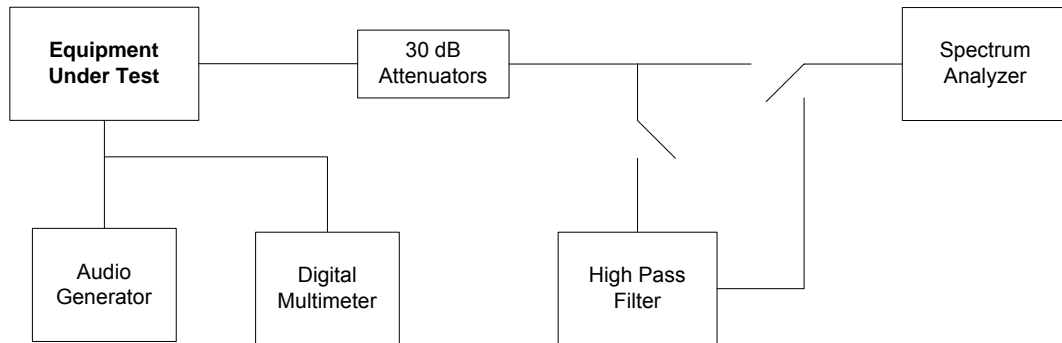 Equipment
Under Test
30 dB
Attenuators
Spectrum
Analyzer
Audio
Generator
Digital
Multimeter
High Pass
Filter